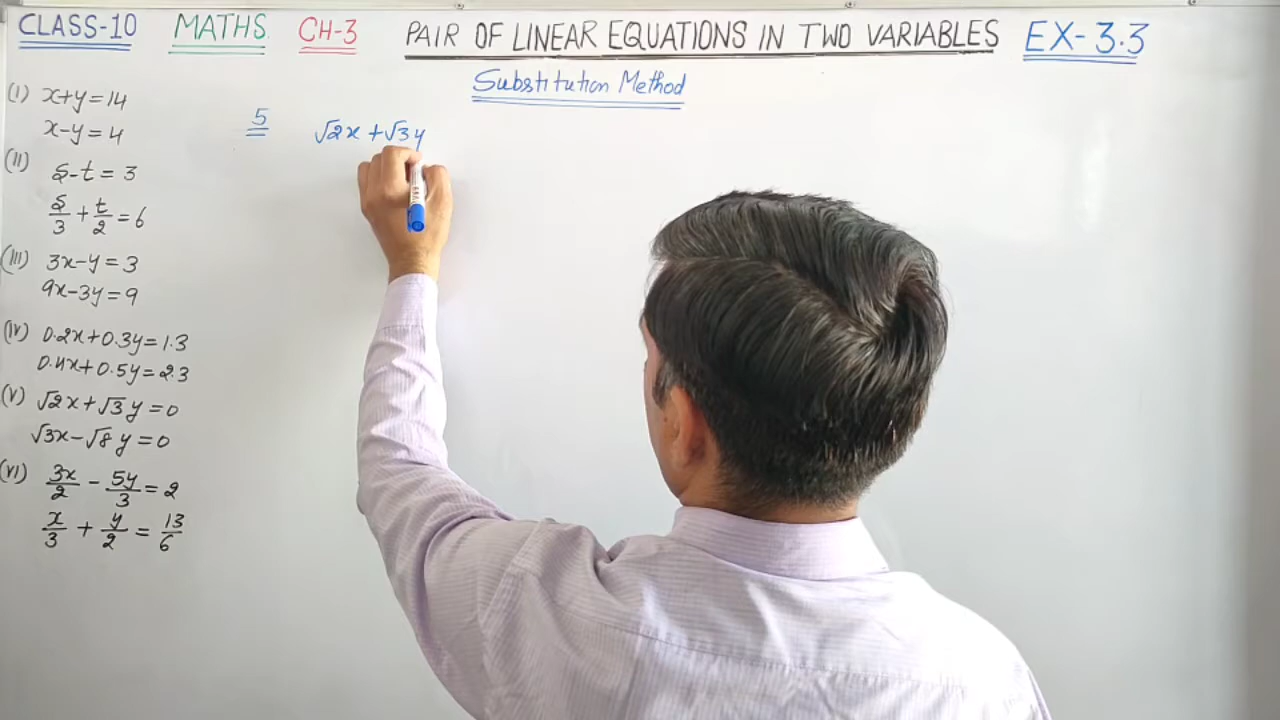 CLASS-10 MATHS CH-3 PAIR OF LINEAR EQUATIONS IN TWO VARIABLES EX-3.3
Substitution Method
(I) x+y=14
x-y=4
(II) s-t=3
s/3+t/2=6
(III) 3x-y=3
9x-3y=9
(IV) 0.2x+0.3y=1.3
0.4x+0.5y=2.3
(V) √2x+√3y=0
√3x-√8y=0
(VI) 3x/2-5y/3=2
x/3+y/2=13/6
5 √2x+√3y